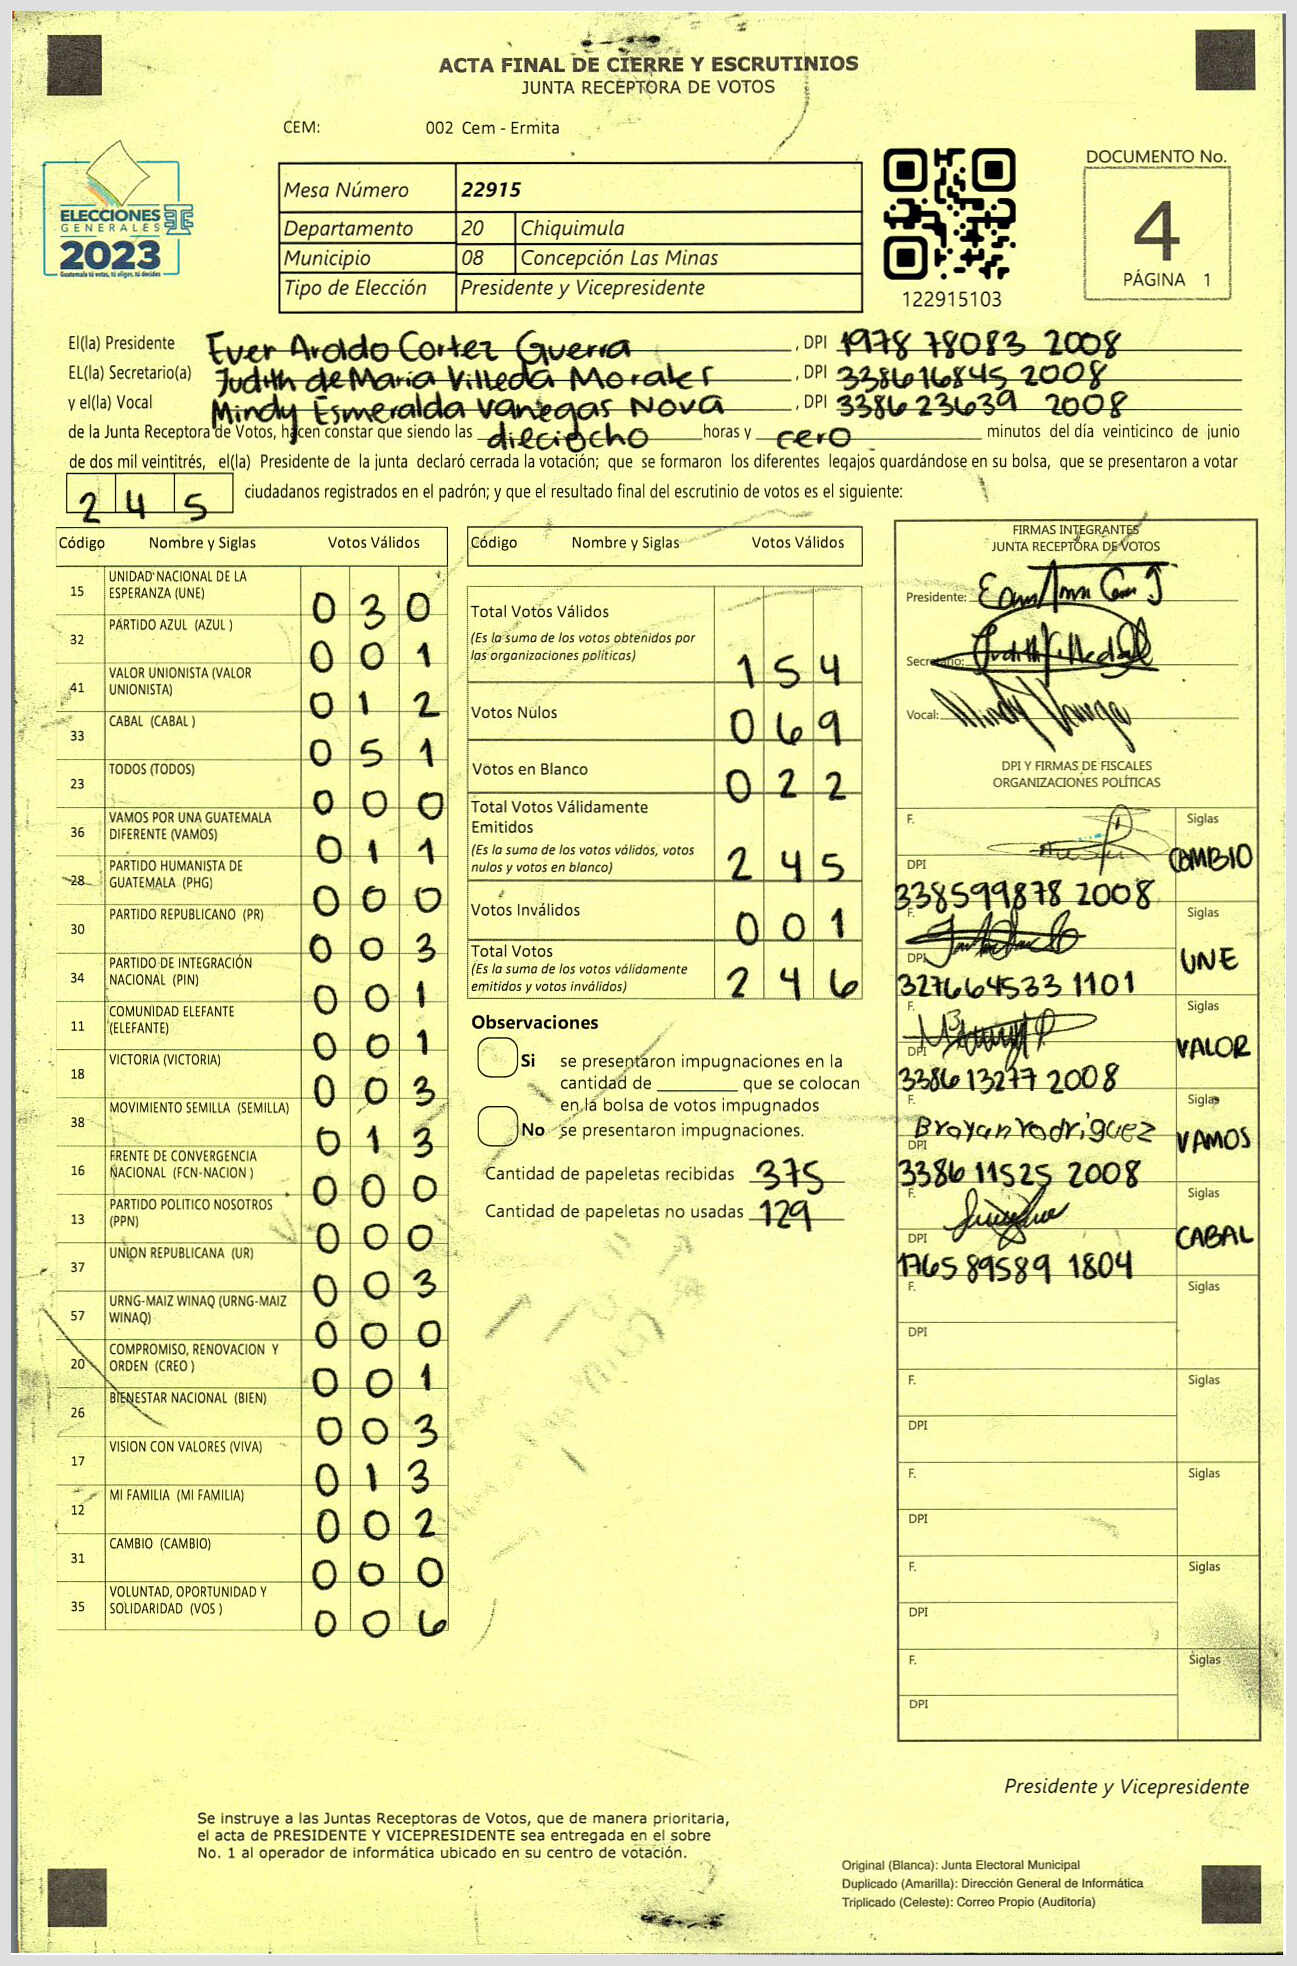 ACTA FINAL DE CIERRE Y ESCRUTINIOS
JUNTA RECEPTORA DE VOTOS
CEM: 002 Cem - Ermita
ELECCIONES
GENERALES
2023
Guatemala tú votas, tú eliges, tú decides
Mesa Número 22915
Departamento 20 Chiquimula
Municipio 08 Concepción Las Minas
Tipo de Elección Presidente y Vicepresidente
122915103
DOCUMENTO No.
4
PÁGINA 1
El(la) Presidente Ever Aroldo Cortez Guerra , DPI 1978 78083 2008
EL(la) Secretario(a) Judith de Maria Villeda Morales , DPI 338616845 2008
y el(la) Vocal Mindy Esmeralda Vanegas Nova , DPI 3386 23639 2008
de la Junta Receptora de Votos, hacen constar que siendo las dieciocho horas y cero minutos del día veinticinco de junio
de dos mil veintitrés, el(la) Presidente de la junta declaró cerrada la votación; que se formaron los diferentes legajos quardándose en su bolsa, que se presentaron a votar
2 4 5 ciudadanos registrados en el padrón; y que el resultado final del escrutinio de votos es el siguiente:
Código Nombre y Siglas Votos Válidos
15 UNIDAD NACIONAL DE LA ESPERANZA (UNE) 0 3 0
32 PARTIDO AZUL (AZUL ) 0 0 1
41 VALOR UNIONISTA (VALOR UNIONISTA) 0 1 2
33 CABAL (CABAL ) 0 5 1
23 TODOS (TODOS) 0 0 0
36 VAMOS POR UNA GUATEMALA DIFERENTE (VAMOS) 0 1 1
28 PARTIDO HUMANISTA DE GUATEMALA (PHG) 0 0 0
30 PARTIDO REPUBLICANO (PR) 0 0 3
34 PARTIDO DE INTEGRACIÓN NACIONAL (PIN) 0 0 1
11 COMUNIDAD ELEFANTE (ELEFANTE) 0 0 1
18 VICTORIA (VICTORIA) 0 0 3
38 MOVIMIENTO SEMILLA (SEMILLA) 0 1 3
16 FRENTE DE CONVERGENCIA NACIONAL (FCN-NACION ) 0 0 0
13 PARTIDO POLITICO NOSOTROS (PPN) 0 0 0
37 UNION REPUBLICANA (UR) 0 0 3
57 URNG-MAIZ WINAQ (URNG-MAIZ WINAQ) 0 0 0
20 COMPROMISO, RENOVACION Y ORDEN (CREO ) 0 0 1
26 BIENESTAR NACIONAL (BIEN) 0 0 3
17 VISION CON VALORES (VIVA) 0 1 3
12 MI FAMILIA (MI FAMILIA) 0 0 2
31 CAMBIO (CAMBIO) 0 0 0
35 VOLUNTAD, OPORTUNIDAD Y SOLIDARIDAD (VOS ) 0 0 6
Código Nombre y Siglas Votos Válidos
Total Votos Válidos
(Es la suma de los votos obtenidos por
las organizaciones políticas) 1 5 4
Votos Nulos 0 6 9
Votos en Blanco 0 2 2
Total Votos Válidamente
Emitidos
(Es la suma de los votos válidos, votos
nulos y votos en blanco) 2 4 5
Votos Inválidos 0 0 1
Total Votos
(Es la suma de los votos válidamente
emitidos y votos inválidos) 2 4 6
Observaciones
Si se presentaron impugnaciones en la
cantidad de ________ que se colocan
en la bolsa de votos impugnados
No se presentaron impugnaciones.
Cantidad de papeletas recibidas 375
Cantidad de papeletas no usadas 129
FIRMAS INTEGRANTES
JUNTA RECEPTORA DE VOTOS
Presidente:
Secretario:
Vocal: Mindy Vanega
DPI Y FIRMAS DE FISCALES
ORGANIZACIONES POLÍTICAS
F. Siglas
DPI COMBIO
338599878 2008
F. Siglas
DPI UNE
327664533 1101
F. Siglas
DPI VALOR
3386 13277 2008
F. Siglas
Brayan rodriguez
DPI VAMOS
3386 11525 2008
F. Siglas
DPI CABAL
1765 89589 1804
F. Siglas
DPI
F. Siglas
DPI
F. Siglas
DPI
F. Siglas
DPI
F. Siglas
DPI
Presidente y Vicepresidente
Se instruye a las Juntas Receptoras de Votos, que de manera prioritaria,
el acta de PRESIDENTE Y VICEPRESIDENTE sea entregada en el sobre
No. 1 al operador de informática ubicado en su centro de votación.
Original (Blanca): Junta Electoral Municipal
Duplicado (Amarilla): Dirección General de Informática
Triplicado (Celeste): Correo Propio (Auditoría)